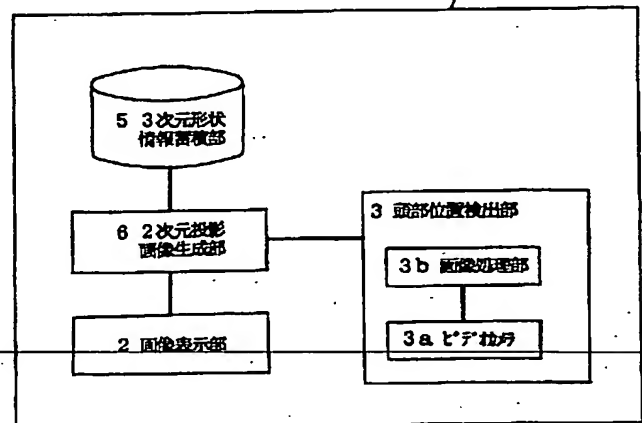 5 3次元形状
情報蓄積部
6 2次元投影
画像生成部
2 画像表示部
3 頭部位置検出部
3b 画像処理部
3a ビデオカメラ